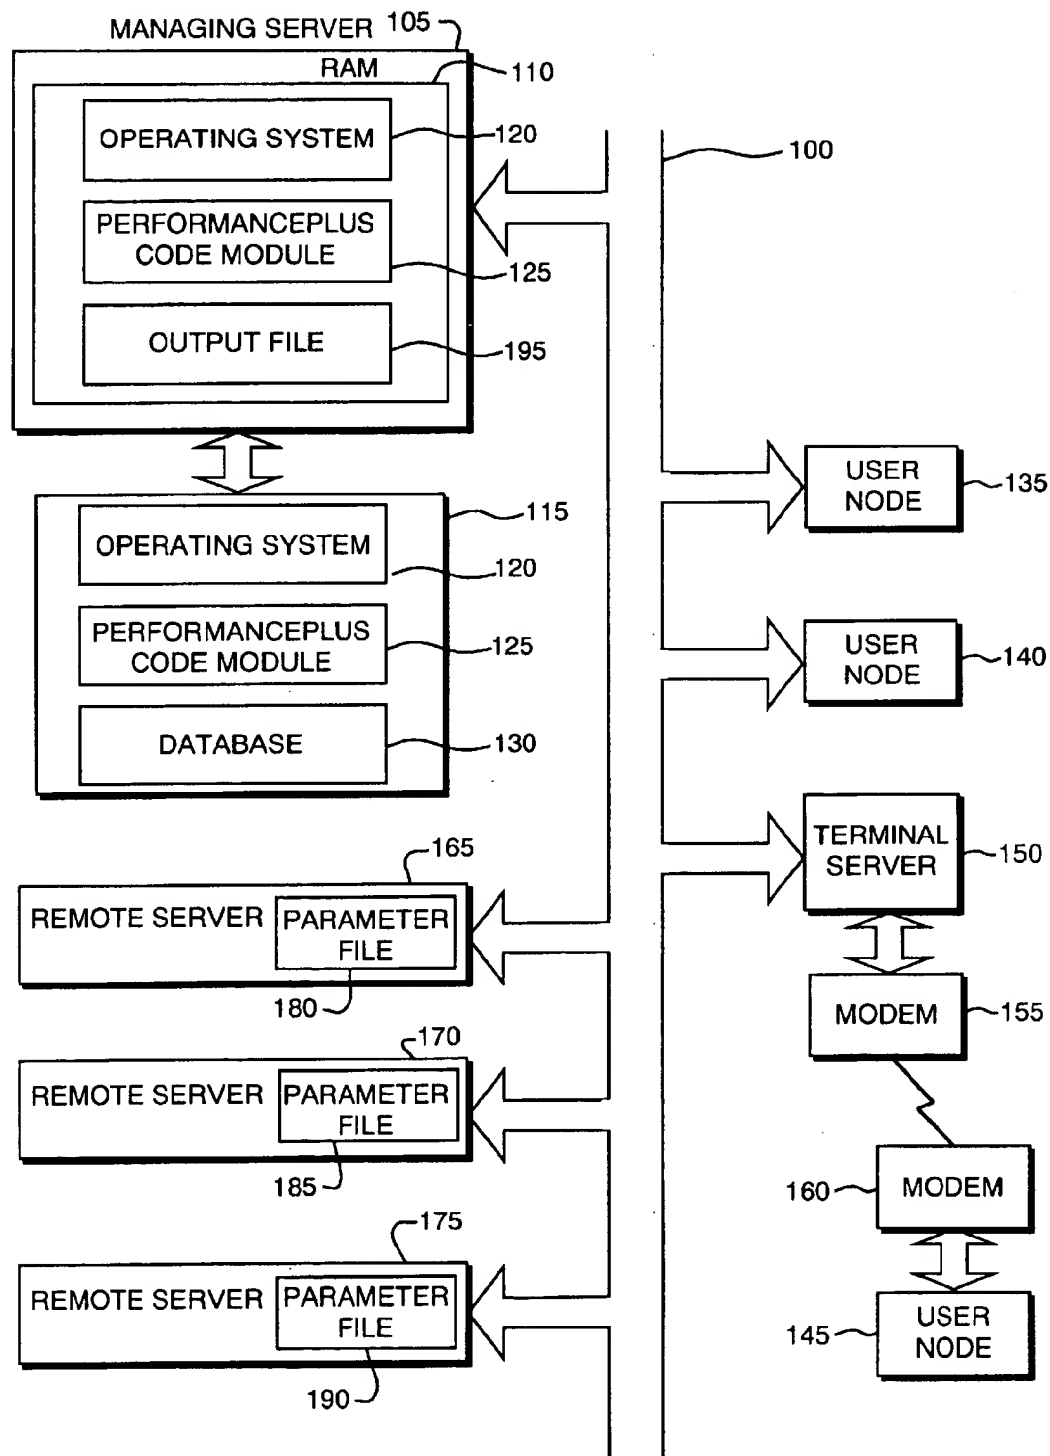 MANAGING SERVER 105
RAM
110
OPERATING SYSTEM
120
PERFORMANCEPLUS
CODE MODULE
125
OUTPUT FILE
195
100
115
OPERATING SYSTEM
120
PERFORMANCEPLUS
CODE MODULE
125
DATABASE
130
USER
NODE
135
USER
NODE
140
TERMINAL
SERVER
150
MODEM
155
160
MODEM
145
USER
NODE
165
REMOTE SERVER
PARAMETER
FILE
180
170
REMOTE SERVER
PARAMETER
FILE
185
175
REMOTE SERVER
PARAMETER
FILE
190